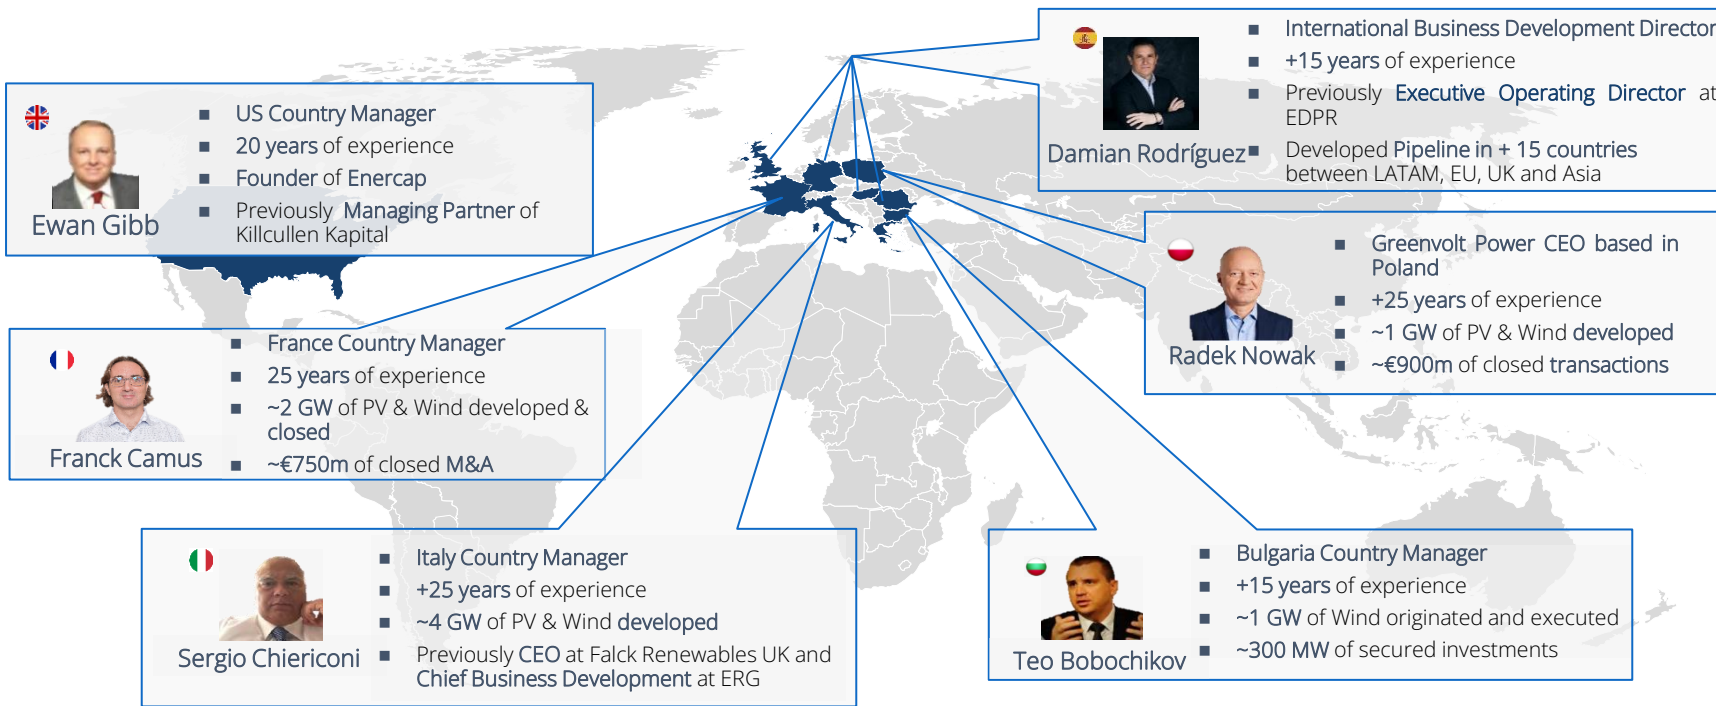 International Business Development Director
+15 years of experience
Previously Executive Operating Director at
EDPR
Developed Pipeline in + 15 countries
between LATAM, EU, UK and Asia
Damian Rodríguez
US Country Manager
20 years of experience
Founder of Enercap
Previously Managing Partner of
Killcullen Kapital
Ewan Gibb
Greenvolt Power CEO based in
Poland
+25 years of experience
~1 GW of PV & Wind developed
~€900m of closed transactions
Radek Nowak
France Country Manager
25 years of experience
~2 GW of PV & Wind developed &
closed
~€750m of closed M&A
Franck Camus
Italy Country Manager
+25 years of experience
~4 GW of PV & Wind developed
Previously CEO at Falck Renewables UK and
Chief Business Development at ERG
Sergio Chiericoni
Bulgaria Country Manager
+15 years of experience
~1 GW of Wind originated and executed
~300 MW of secured investments
Teo Bobochikov